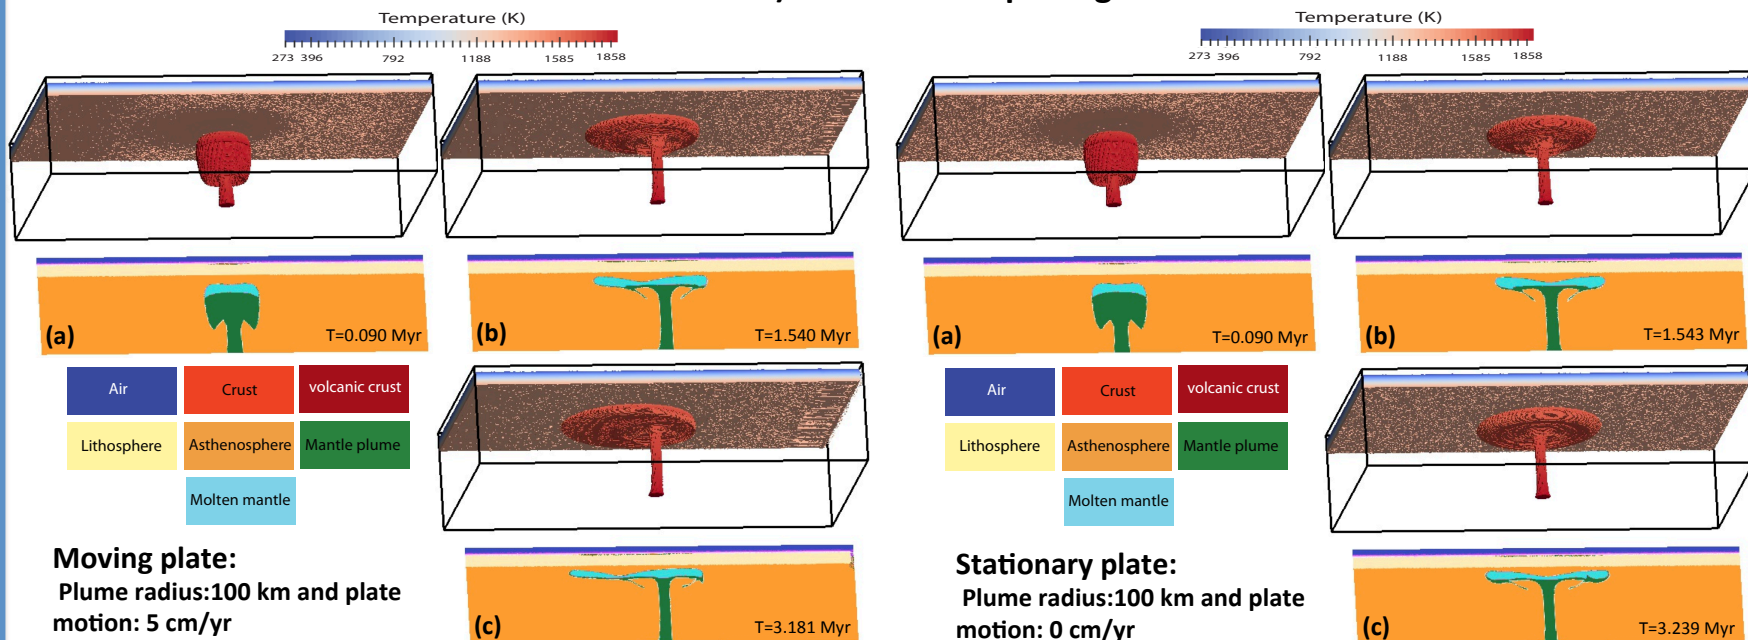 Temperature (K)
273 396 792 1188 1585 1858
(a)
T=0.090 Myr
(b)
T=1.540 Myr
Air
Crust
volcanic crust
Lithosphere
Asthenosphere
Mantle plume
Molten mantle
Moving plate:
Plume radius:100 km and plate
motion: 5 cm/yr
(c)
T=3.181 Myr
Temperature (K)
273 396 792 1188 1585 1858
(a)
T=0.090 Myr
(b)
T=1.543 Myr
Air
Crust
volcanic crust
Lithosphere
Asthenosphere
Mantle plume
Molten mantle
Stationary plate:
Plume radius:100 km and plate
motion: 0 cm/yr
(c)
T=3.239 Myr